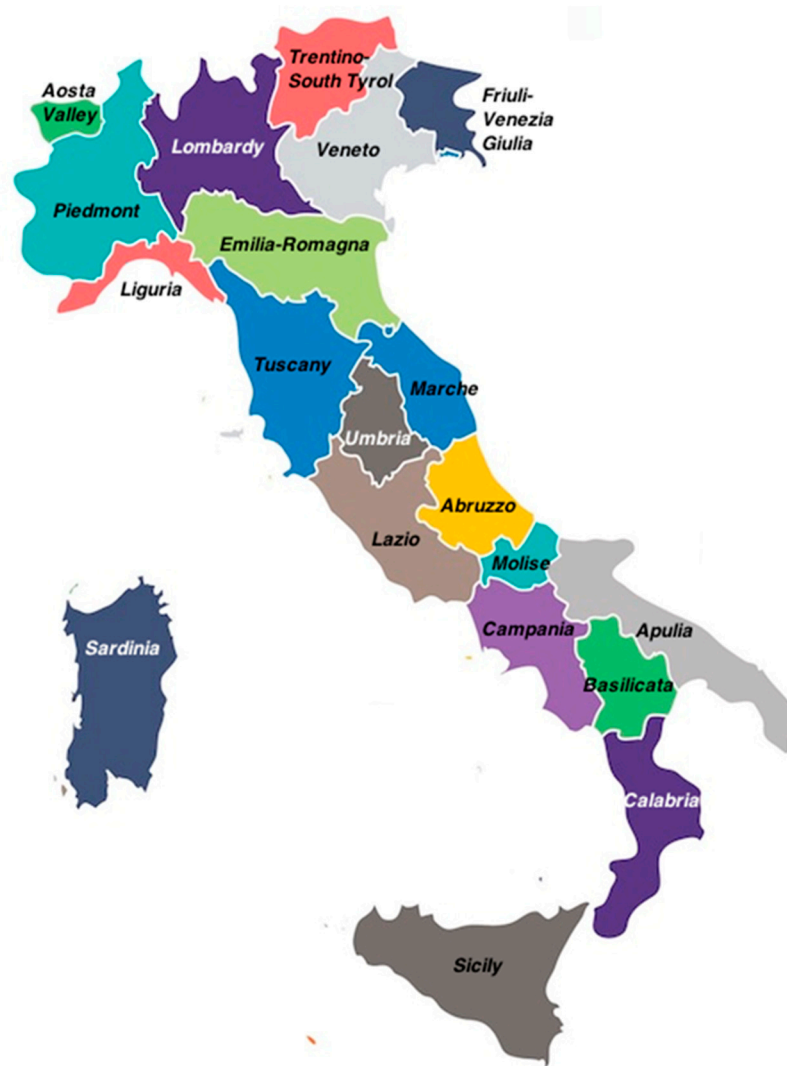 Trentino-
South Tyrol
Aosta
Valley
Friuli-
Venezia
Giulia
Lombardy
Veneto
Piedmont
Emilia-Romagna
Liguria
Tuscany
Marche
Umbria
Abruzzo
Lazio
Molise
Campania
Apulia
Sardinia
Basilicata
Calabria
Sicily